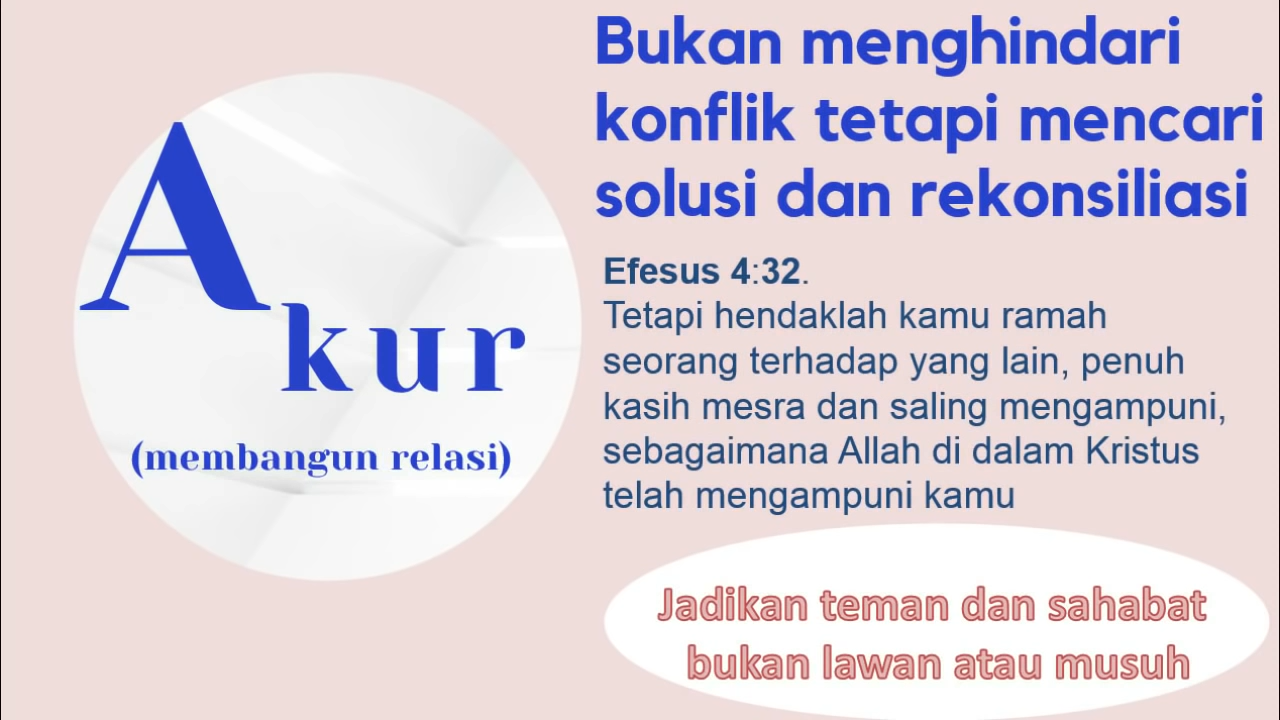 Akur
(membangun relasi)
Bukan menghindari
konflik tetapi mencari
solusi dan rekonsiliasi
Efesus 4:32.
Tetapi hendaklah kamu ramah
seorang terhadap yang lain, penuh
kasih mesra dan saling mengampuni,
sebagaimana Allah di dalam Kristus
telah mengampuni kamu
Jadikan teman dan sahabat
bukan lawan atau musuh